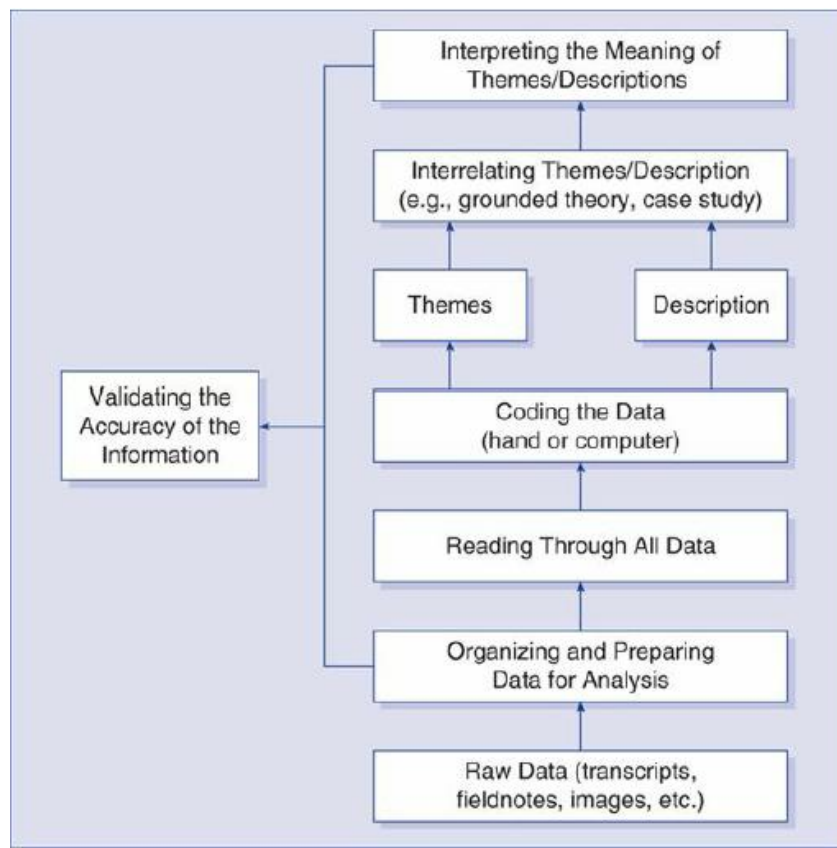 Interpreting the Meaning of
Themes/Descriptions
Interrelating Themes/Description
(e.g., grounded theory, case study)
Themes
Description
Validating the
Accuracy of the
Information
Coding the Data
(hand or computer)
Reading Through All Data
Organizing and Preparing
Data for Analysis
Raw Data (transcripts,
fieldnotes, images, etc.)